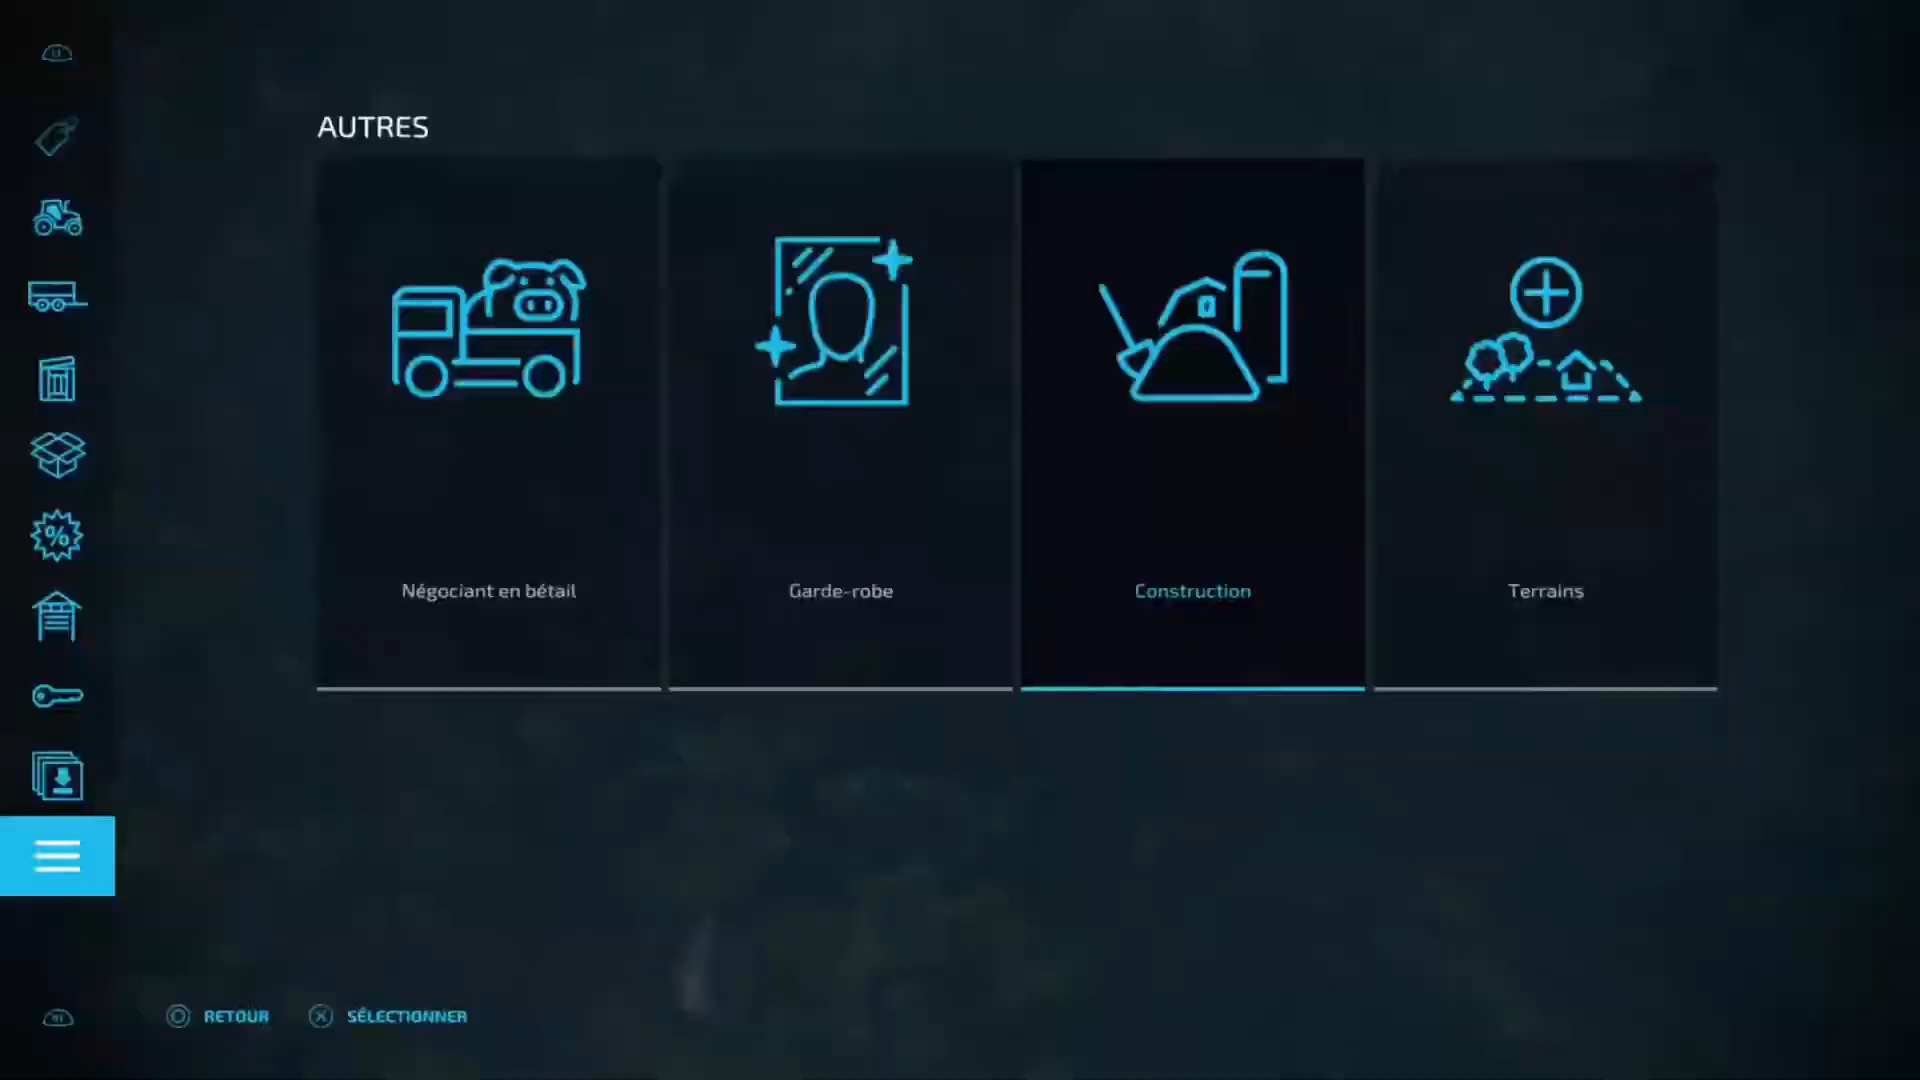 AUTRES
Négociant en bétail
Garde-robe
Construction
Terrains
RETOUR
SÉLECTIONNER